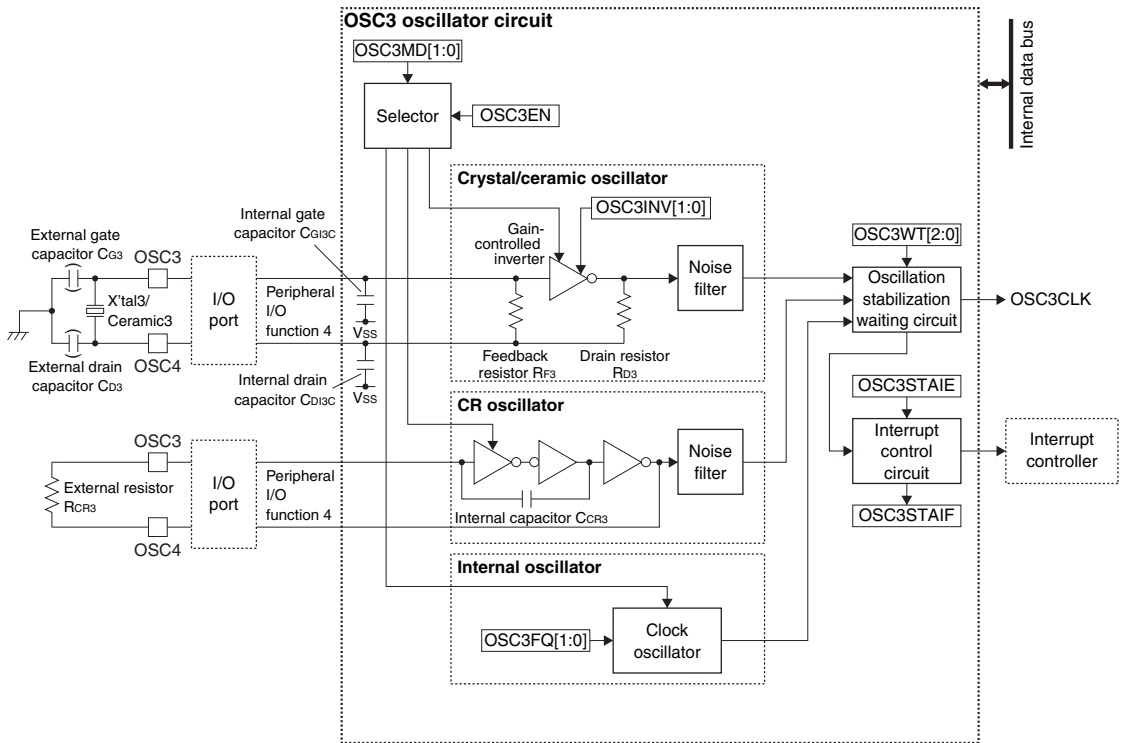 OSC3 oscillator circuit
OSC3MD[1:0]
Internal data bus
Selector
OSC3EN
Crystal/ceramic oscillator
OSC3INV[1:0]
Gain-
controlled
inverter
Internal gate
capacitor CGI3C
External gate
capacitor CG3
OSC3
X'tal3/
Ceramic3
I/O
port
Peripheral
I/O
function 4
VSS
Noise
filter
OSC3WT[2:0]
Oscillation
stabilization
waiting circuit
OSC3CLK
External drain
capacitor CD3
OSC4
Internal drain
capacitor CDI3C
VSS
Feedback
resistor RF3
Drain resistor
RD3
OSC3STAIE
CR oscillator
OSC3
External resistor
RCR3
OSC4
I/O
port
Peripheral
I/O
function 4
Internal capacitor CCR3
Noise
filter
Interrupt
control
circuit
Interrupt
controller
OSC3STAIF
Internal oscillator
OSC3FQ[1:0]
Clock
oscillator